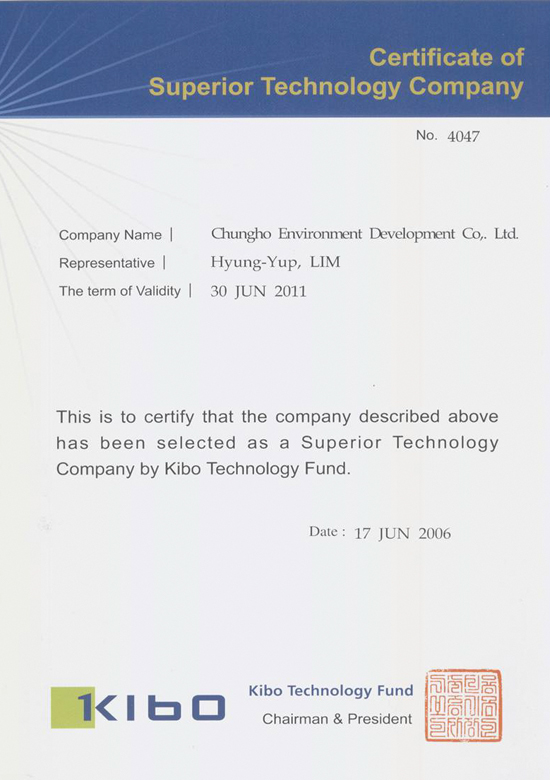 Certificate of
Superior Technology Company
No. 4047
Company Name | Chungho Environment Development Co,. Ltd.
Representative | Hyung-Yup, LIM
The term of Validity | 30 JUN 2011
This is to certify that the company described above
has been selected as a Superior Technology
Company by Kibo Technology Fund.
Date : 17 JUN 2006
KIBO
Kibo Technology Fund
Chairman & President